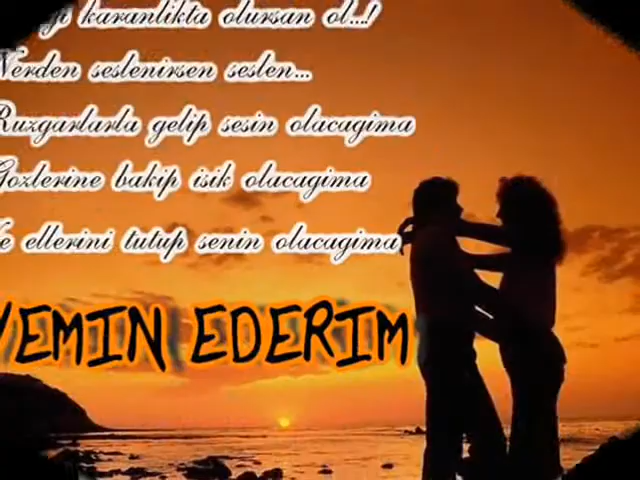 karanlikta olursan ol...!
Nerden seslenirsen seslen...
Ruzgarlarla gelip sesin olacagima
Gozlerine bakip isik olacagima
Ve ellerini tutup senin olacagima
YEMIN EDERIM